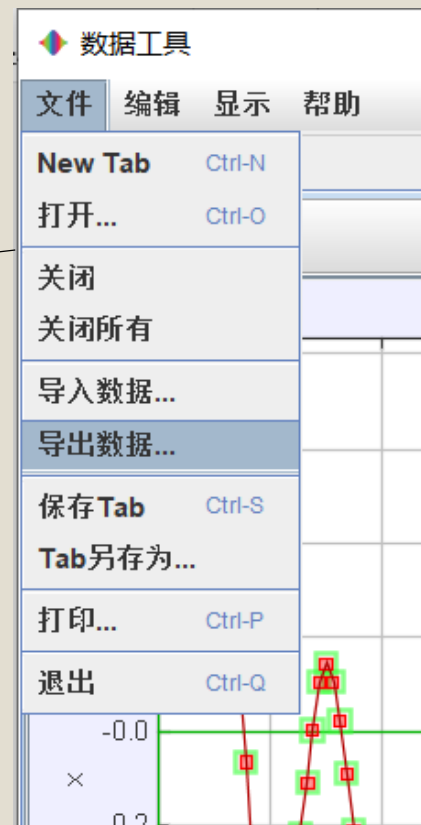 数据工具
文件 编辑 显示 帮助
New Tab Ctrl-N
打开... Ctrl-O
关闭
关闭所有
导入数据...
导出数据...
保存Tab Ctrl-S
Tab另存为...
打印... Ctrl-P
退出 Ctrl-Q
-0.0
×